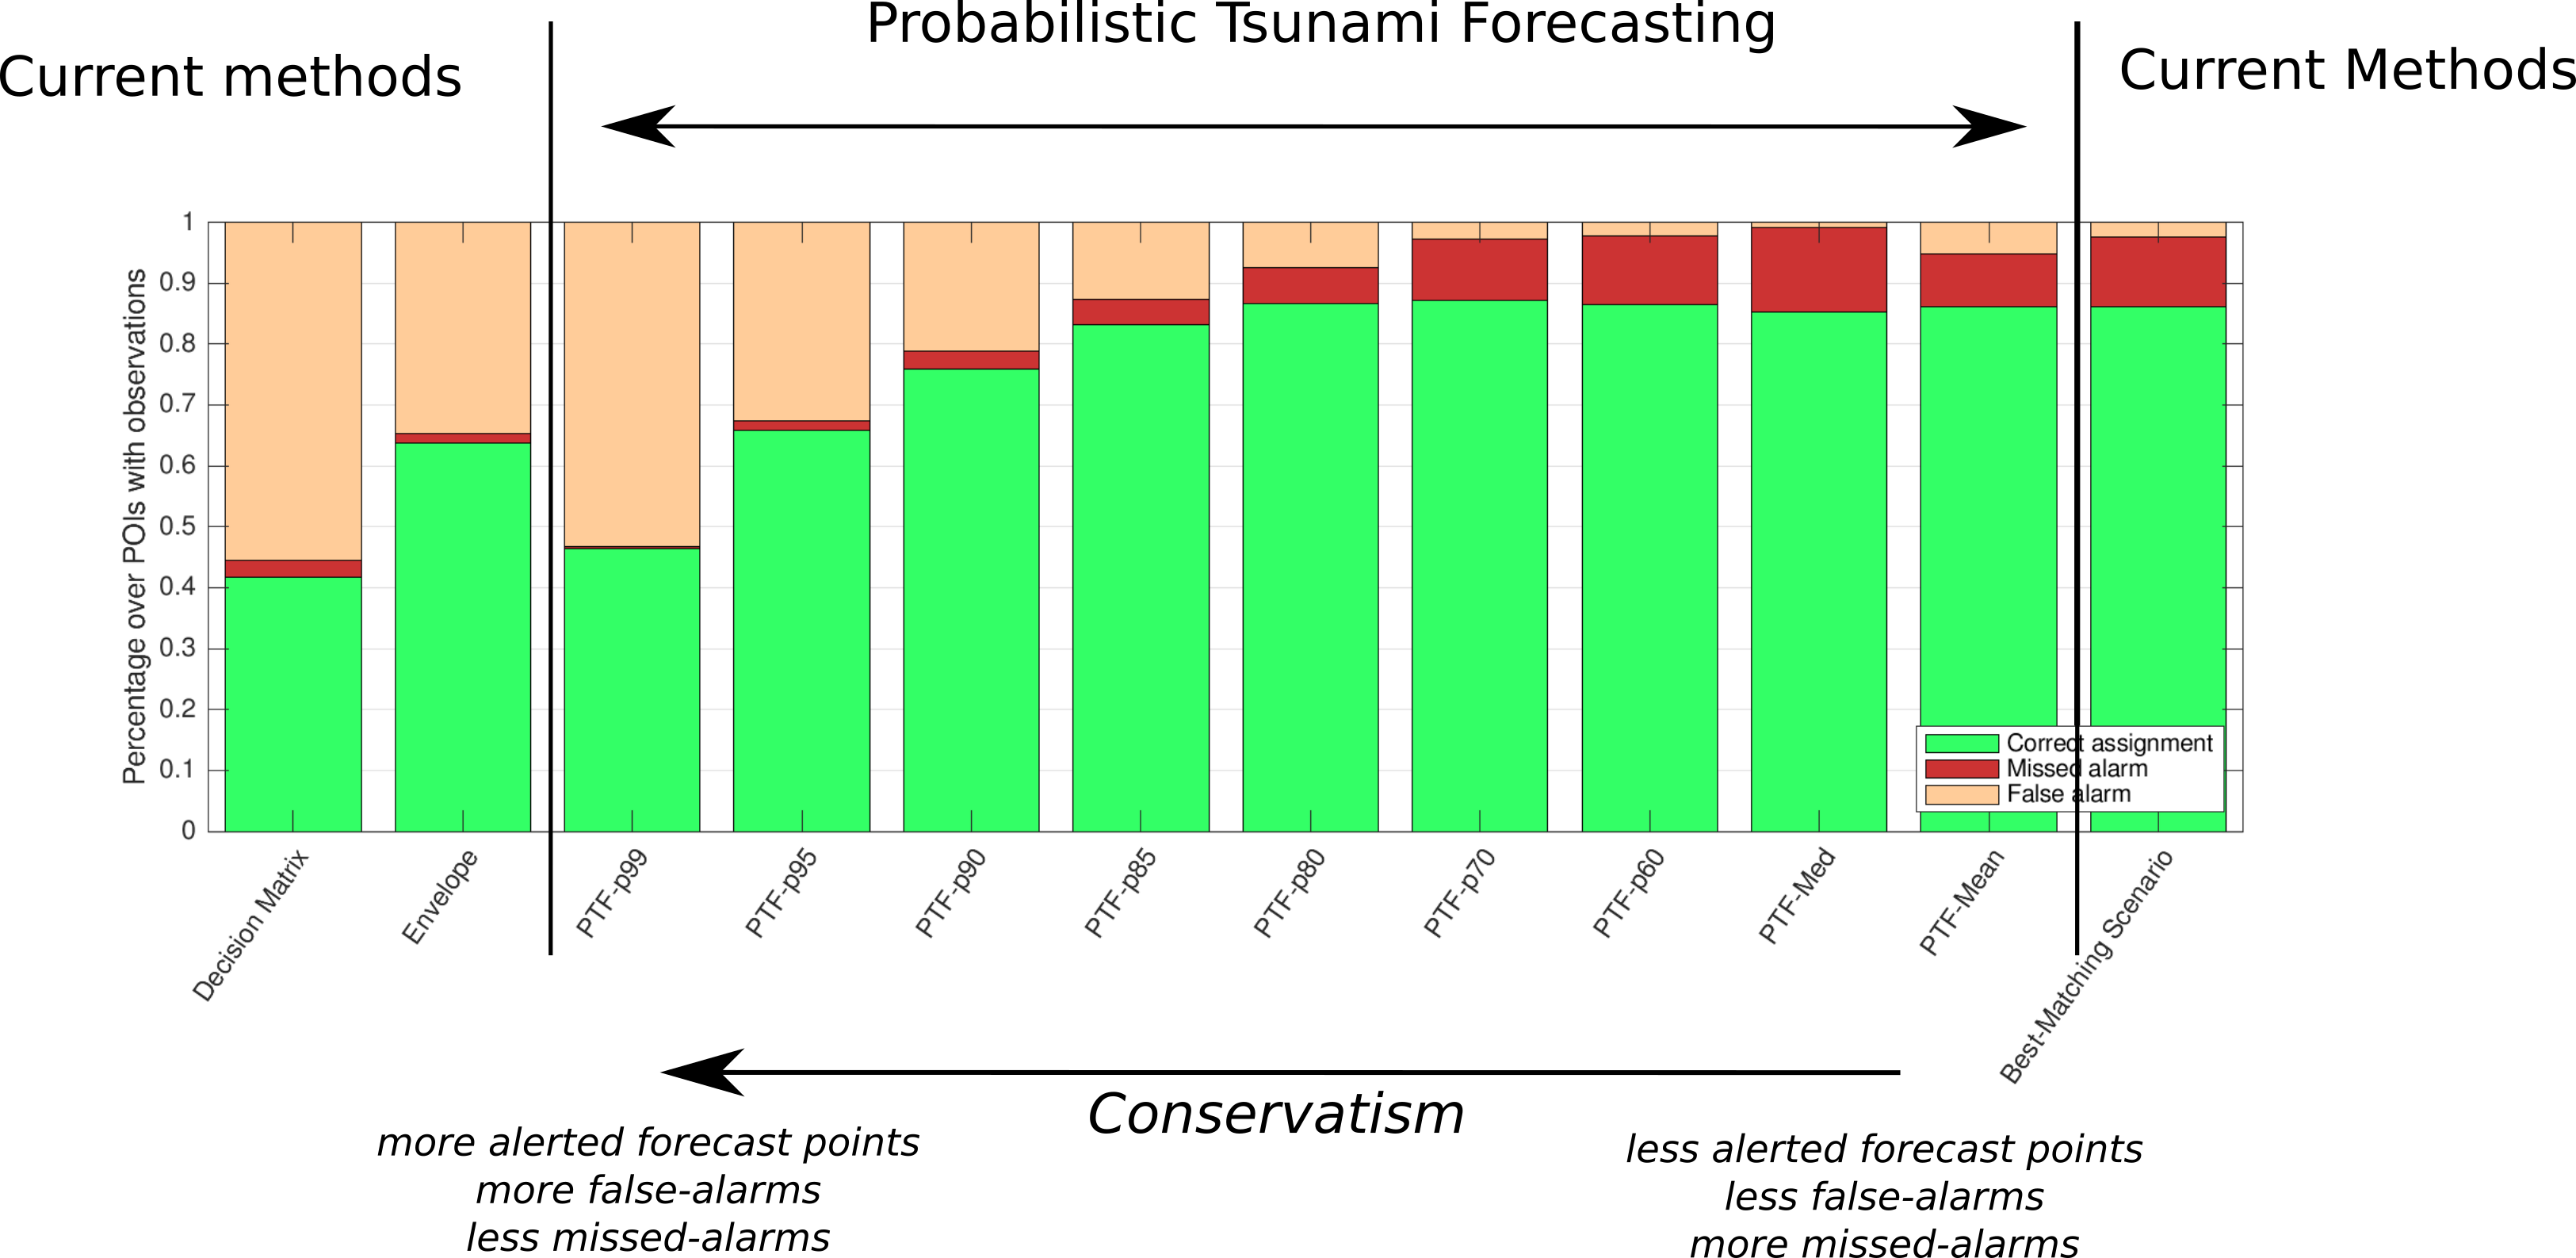 Probabilistic Tsunami Forecasting
Current methods
Current Methods
Percentage over POIs with observations
1
0.9
0.8
0.7
0.6
0.5
0.4
0.3
0.2
0.1
0
Correct assignment
Missed alarm
False alarm
Decision Matrix
Envelope
PTF-p99
PTF-p95
PTF-p90
PTF-p85
PTF-p80
PTF-p70
PTF-p60
PTF-Med
PTF-Mean
Best-Matching Scenario
Conservatism
more alerted forecast points
more false-alarms
less missed-alarms
less alerted forecast points
less false-alarms
more missed-alarms